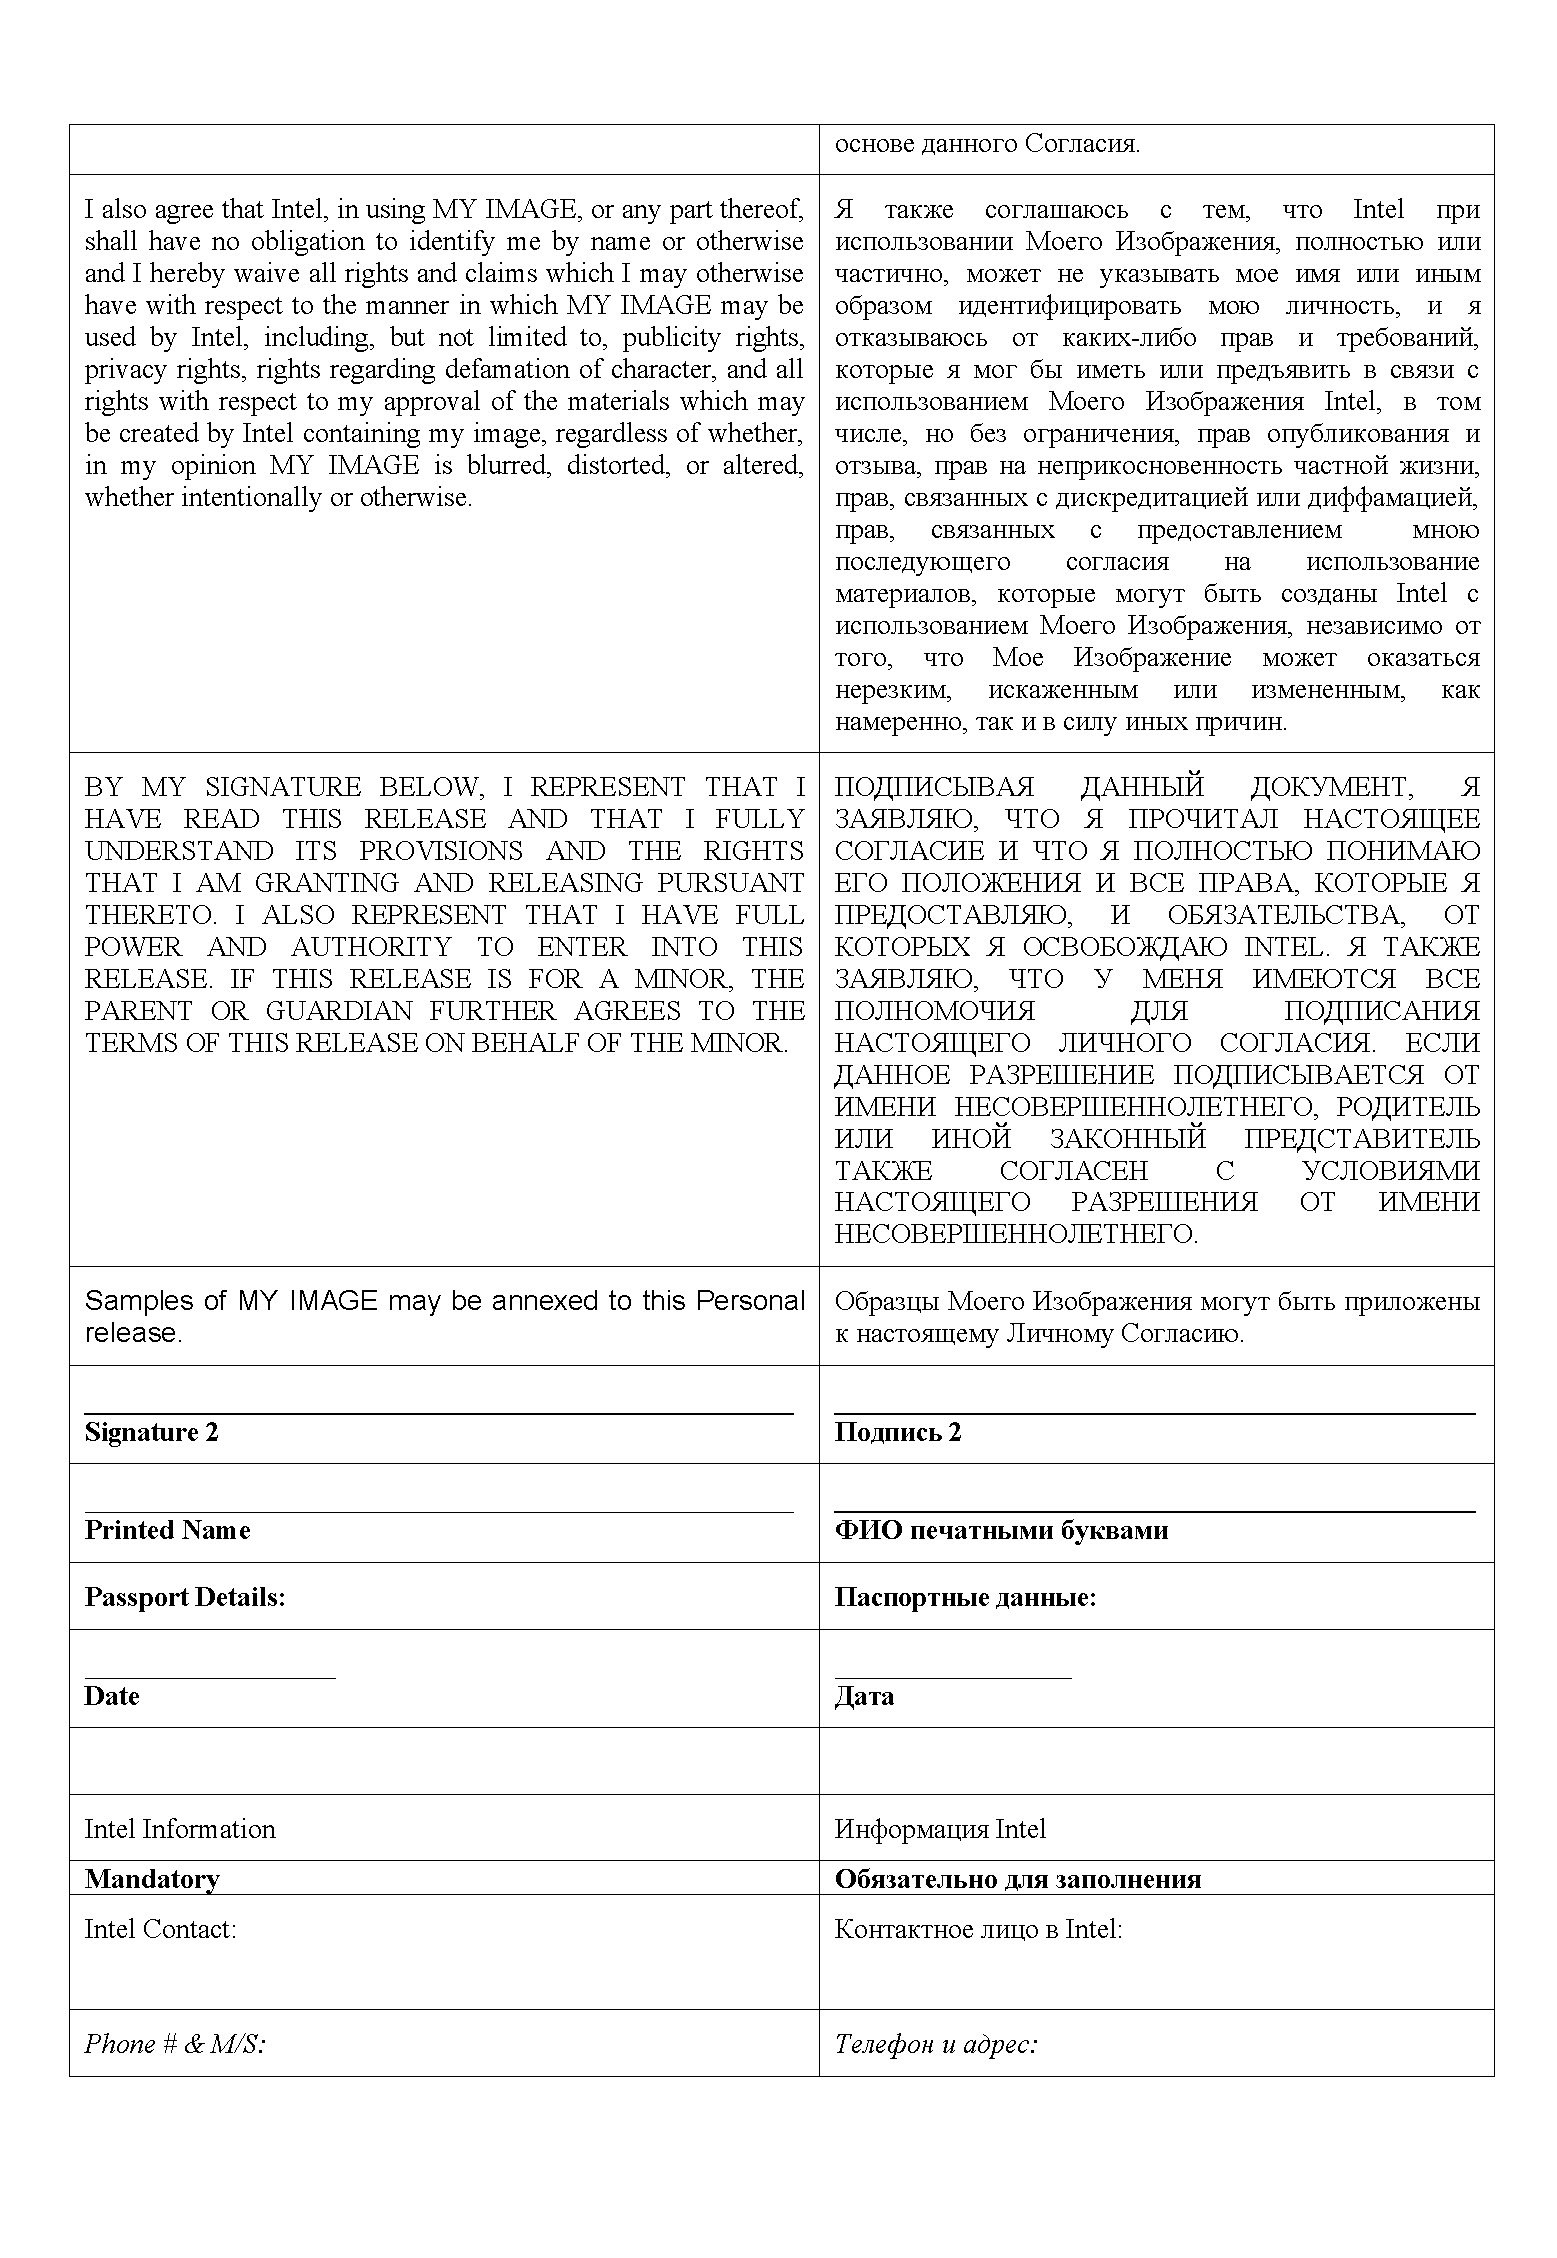 основе данного Согласия.
I also agree that Intel, in using MY IMAGE, or any part thereof,
shall have no obligation to identify me by name or otherwise
and I hereby waive all rights and claims which I may otherwise
have with respect to the manner in which MY IMAGE may be
used by Intel, including, but not limited to, publicity rights,
privacy rights, rights regarding defamation of character, and all
rights with respect to my approval of the materials which may
be created by Intel containing my image, regardless of whether,
in my opinion MY IMAGE is blurred, distorted, or altered,
whether intentionally or otherwise.
Я также соглашаюсь с тем, что Intel при
использовании Моего Изображения, полностью или
частично, может не указывать мое имя или иным
образом идентифицировать мою личность, и я
отказываюсь от каких-либо прав и требований,
которые я мог бы иметь или предъявить в связи с
использованием Моего Изображения Intel, в том
числе, но без ограничения, прав опубликования и
отзыва, прав на неприкосновенность частной жизни,
прав, связанных с дискредитацией или диффамацией,
прав, связанных с предоставлением мною
последующего согласия на использование
материалов, которые могут быть созданы Intel с
использованием Моего Изображения, независимо от
того, что Мое Изображение может оказаться
нерезким, искаженным или измененным, как
намеренно, так и в силу иных причин.
BY MY SIGNATURE BELOW, I REPRESENT THAT I
HAVE READ THIS RELEASE AND THAT I FULLY
UNDERSTAND ITS PROVISIONS AND THE RIGHTS
THAT I AM GRANTING AND RELEASING PURSUANT
THERETO. I ALSO REPRESENT THAT I HAVE FULL
POWER AND AUTHORITY TO ENTER INTO THIS
RELEASE. IF THIS RELEASE IS FOR A MINOR, THE
PARENT OR GUARDIAN FURTHER AGREES TO THE
TERMS OF THIS RELEASE ON BEHALF OF THE MINOR.
ПОДПИСЫВАЯ ДАННЫЙ ДОКУМЕНТ, Я
ЗАЯВЛЯЮ, ЧТО Я ПРОЧИТАЛ НАСТОЯЩЕЕ
СОГЛАСИЕ И ЧТО Я ПОЛНОСТЬЮ ПОНИМАЮ
ЕГО ПОЛОЖЕНИЯ И ВСЕ ПРАВА, КОТОРЫЕ Я
ПРЕДОСТАВЛЯЮ, И ОБЯЗАТЕЛЬСТВА, ОТ
КОТОРЫХ Я ОСВОБОЖДАЮ INTEL. Я ТАКЖЕ
ЗАЯВЛЯЮ, ЧТО У МЕНЯ ИМЕЮТСЯ ВСЕ
ПОЛНОМОЧИЯ ДЛЯ ПОДПИСАНИЯ
НАСТОЯЩЕГО ЛИЧНОГО СОГЛАСИЯ. ЕСЛИ
ДАННОЕ РАЗРЕШЕНИЕ ПОДПИСЫВАЕТСЯ ОТ
ИМЕНИ НЕСОВЕРШЕННОЛЕТНЕГО, РОДИТЕЛЬ
ИЛИ ИНОЙ ЗАКОННЫЙ ПРЕДСТАВИТЕЛЬ
ТАКЖЕ СОГЛАСЕН С УСЛОВИЯМИ
НАСТОЯЩЕГО РАЗРЕШЕНИЯ ОТ ИМЕНИ
НЕСОВЕРШЕННОЛЕТНЕГО.
Samples of MY IMAGE may be annexed to this Personal
release.
Образцы Моего Изображения могут быть приложены
к настоящему Личному Согласию.
Signature 2
Подпись 2
Printed Name
ФИО печатными буквами
Passport Details:
Паспортные данные:
Date
Дата
Intel Information
Информация Intel
Mandatory
Обязательно для заполнения
Intel Contact:
Контактное лицо в Intel:
Phone # & M/S:
Телефон и адрес: